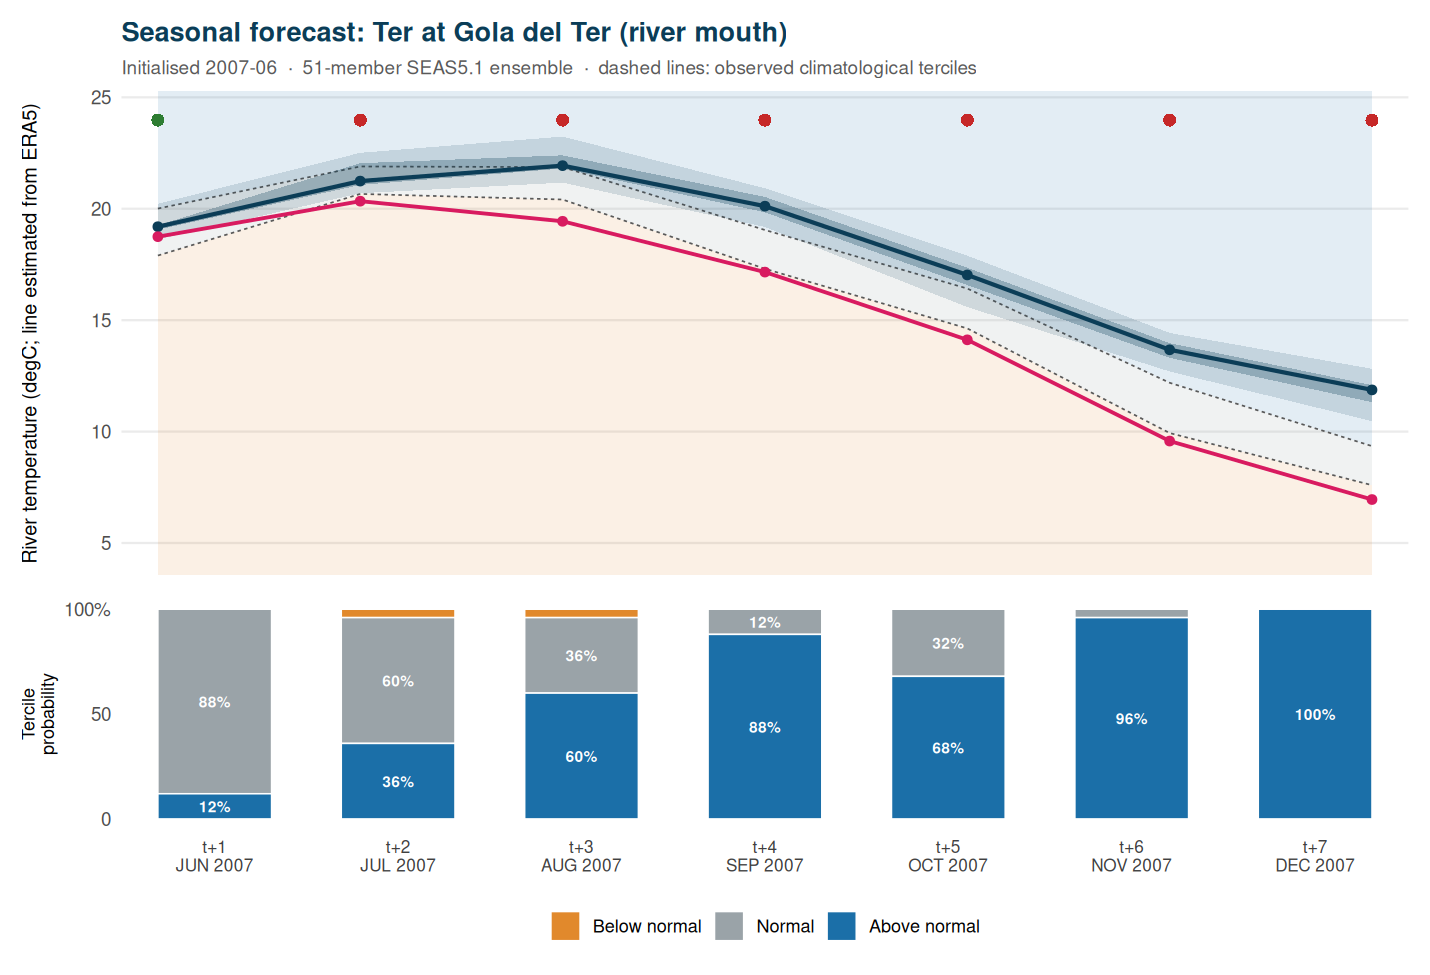 Seasonal forecast: Ter at Gola del Ter (river mouth)
Initialised 2007-06 · 51-member SEAS5.1 ensemble · dashed lines: observed climatological terciles
River temperature (degC; line estimated from ERA5)
25
20
15
10
5
Tercile
probability
100%
50
0
88%
12%
60%
36%
36%
60%
12%
88%
32%
68%
96%
100%
t+1
JUN 2007
t+2
JUL 2007
t+3
AUG 2007
t+4
SEP 2007
t+5
OCT 2007
t+6
NOV 2007
t+7
DEC 2007
Below normal
Normal
Above normal